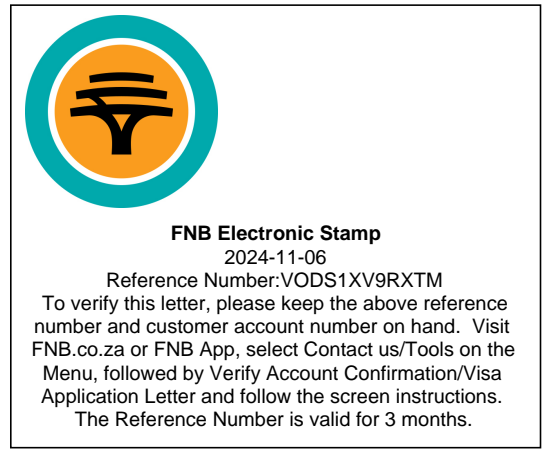 FNB Electronic Stamp
2024-11-06
Reference Number:VODS1XV9RXTM
To verify this letter, please keep the above reference
number and customer account number on hand.  Visit
FNB.co.za or FNB App, select Contact us/Tools on the
Menu, followed by Verify Account Confirmation/Visa
Application Letter and follow the screen instructions.
The Reference Number is valid for 3 months.